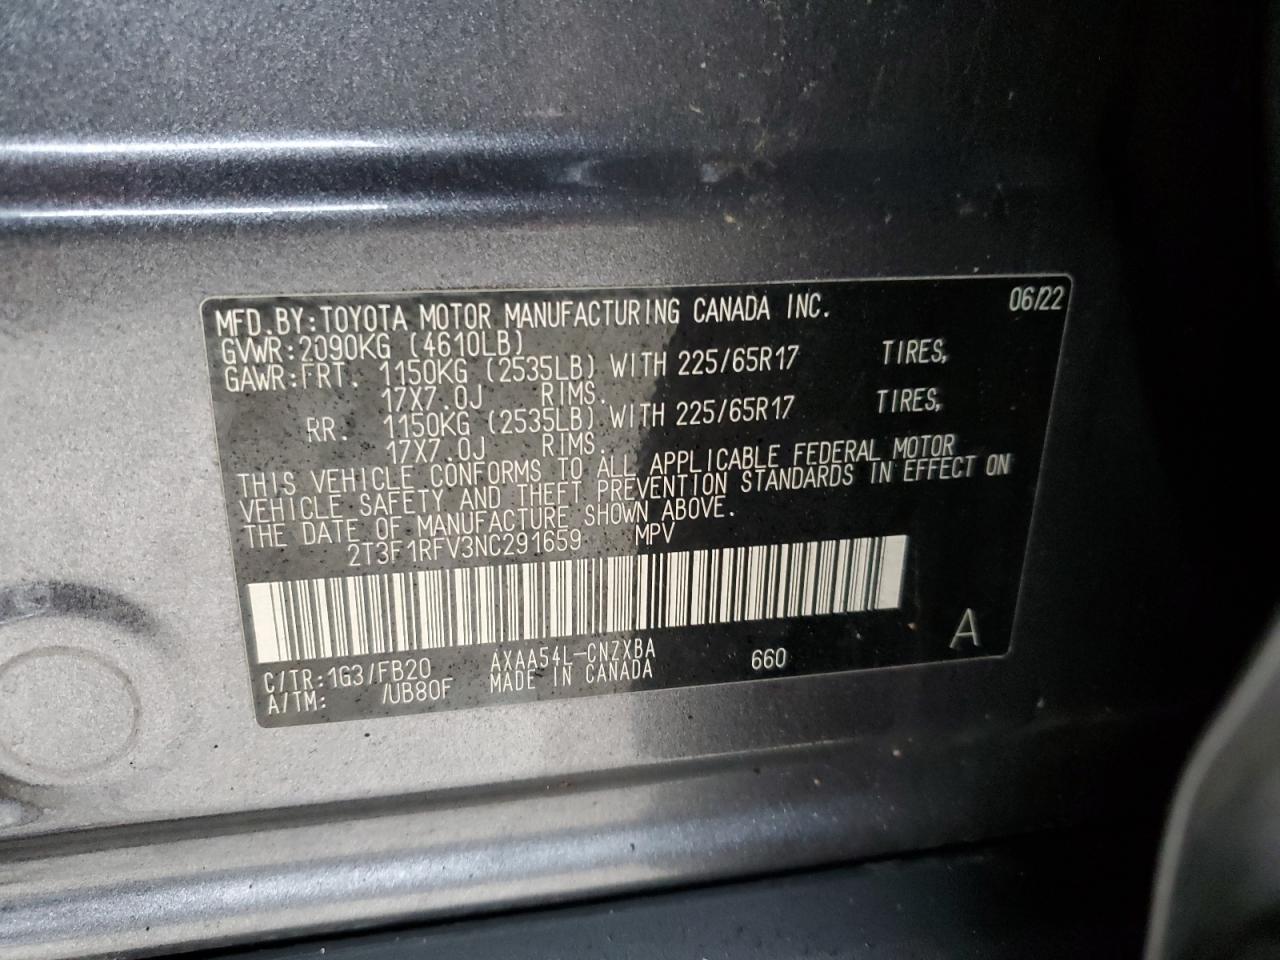 MFD.BY:TOYOTA MOTOR MANUFACTURING CANADA INC. 06/22
GVWR:2090KG (4610LB)
GAWR:FRT. 1150KG (2535LB) WITH 225/65R17 TIRES,
17X7.0J RIMS.
RR. 1150KG (2535LB) WITH 225/65R17 TIRES,
17X7.0J RIMS.
THIS VEHICLE CONFORMS TO ALL APPLICABLE FEDERAL MOTOR
VEHICLE SAFETY AND THEFT PREVENTION STANDARDS IN EFFECT ON
THE DATE OF MANUFACTURE SHOWN ABOVE.
2T3F1RFV3NC291659 MPV
C/TR:1G3/FB20 AXAA54L-CNZXBA 660 A
A/TM: /UB80F MADE IN CANADA